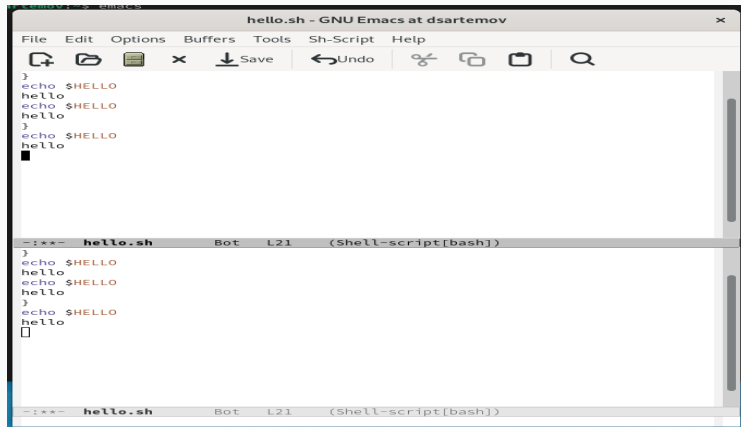 artemov:~$ emacs
hello.sh - GNU Emacs at dsartemov
File Edit Options Buffers Tools Sh-Script Help
Save Undo
}
echo $HELLO
hello
echo $HELLO
hello
}
echo $HELLO
hello
-:**- hello.sh Bot L21 (Shell-script[bash])
}
echo $HELLO
hello
echo $HELLO
hello
}
echo $HELLO
hello
-:**- hello.sh Bot L21 (Shell-script[bash])